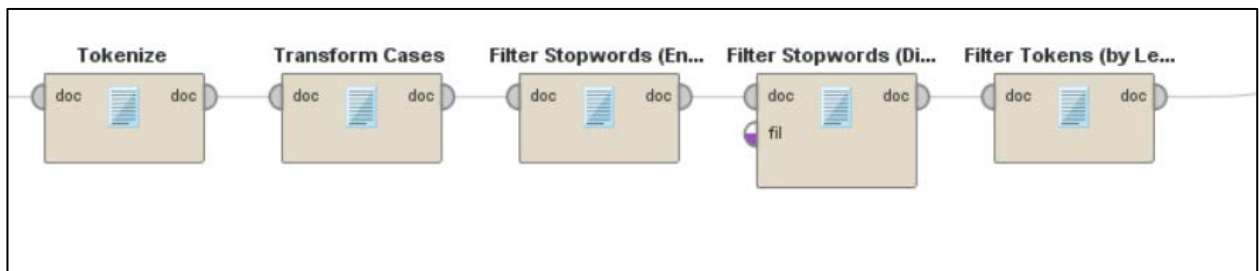 Tokenize Transform Cases Filter Stopwords (En... Filter Stopwords (Di... Filter Tokens (by Le...
doc doc doc doc doc doc doc doc doc doc
fil